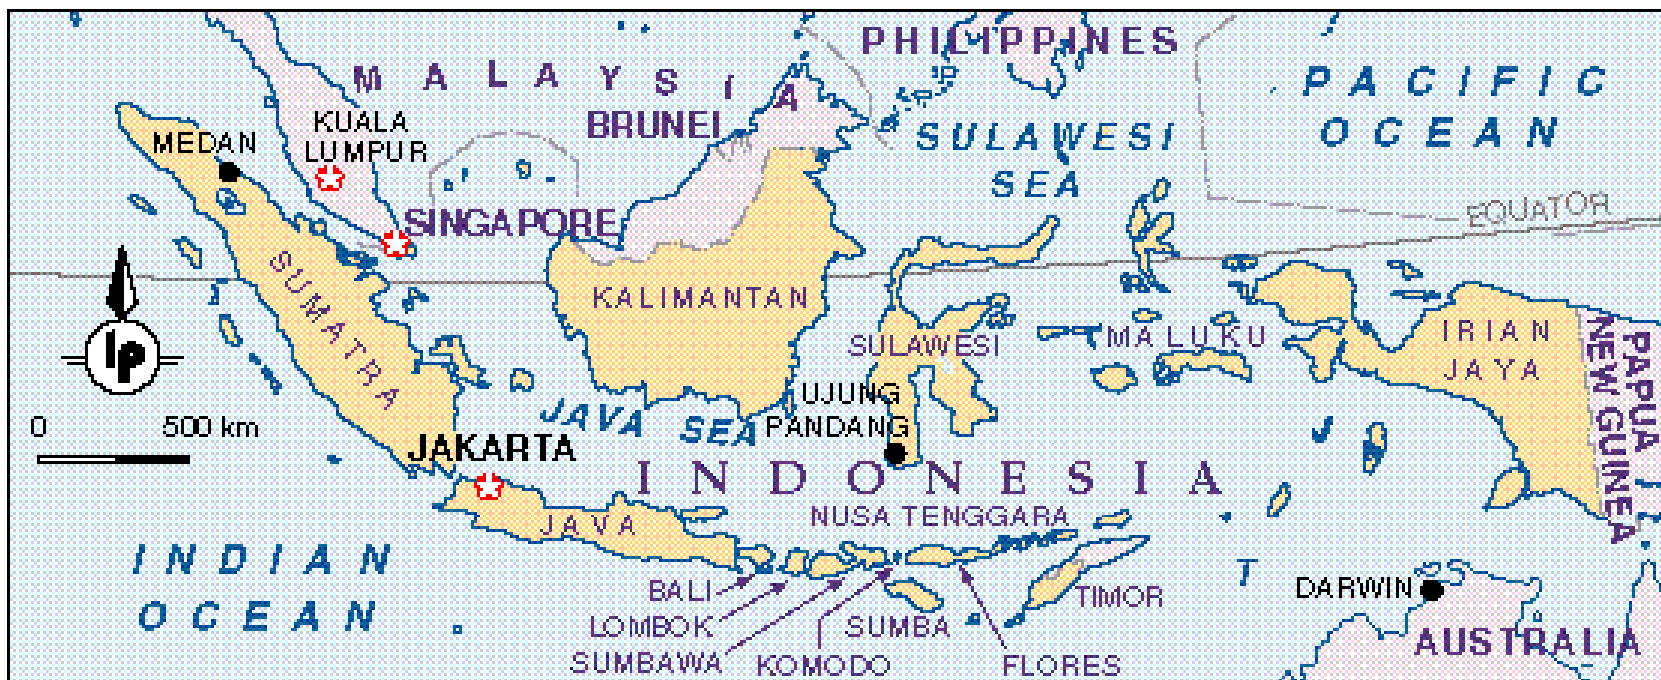 PHILIPPINES
MALAYSIA
PACIFIC
OCEAN
KUALA
LUMPUR
MEDAN
BRUNEI
SULAWESI
SEA
SINGAPORE
EQUATOR
SUMATRA
KALIMANTAN
SULAWESI
MALUKU
IRIAN
JAYA
PAPUA
NEW GUINEA
lp
0 500 km
UJUNG
PANDANG
JAVA SEA
JAKARTA
INDONESIA
NUSA TENGGARA
JAVA
INDIAN
OCEAN
BALI
LOMBOK
SUMBAWA
KOMODO
SUMBA
FLORES
TIMOR
T
DARWIN
AUSTRALIA